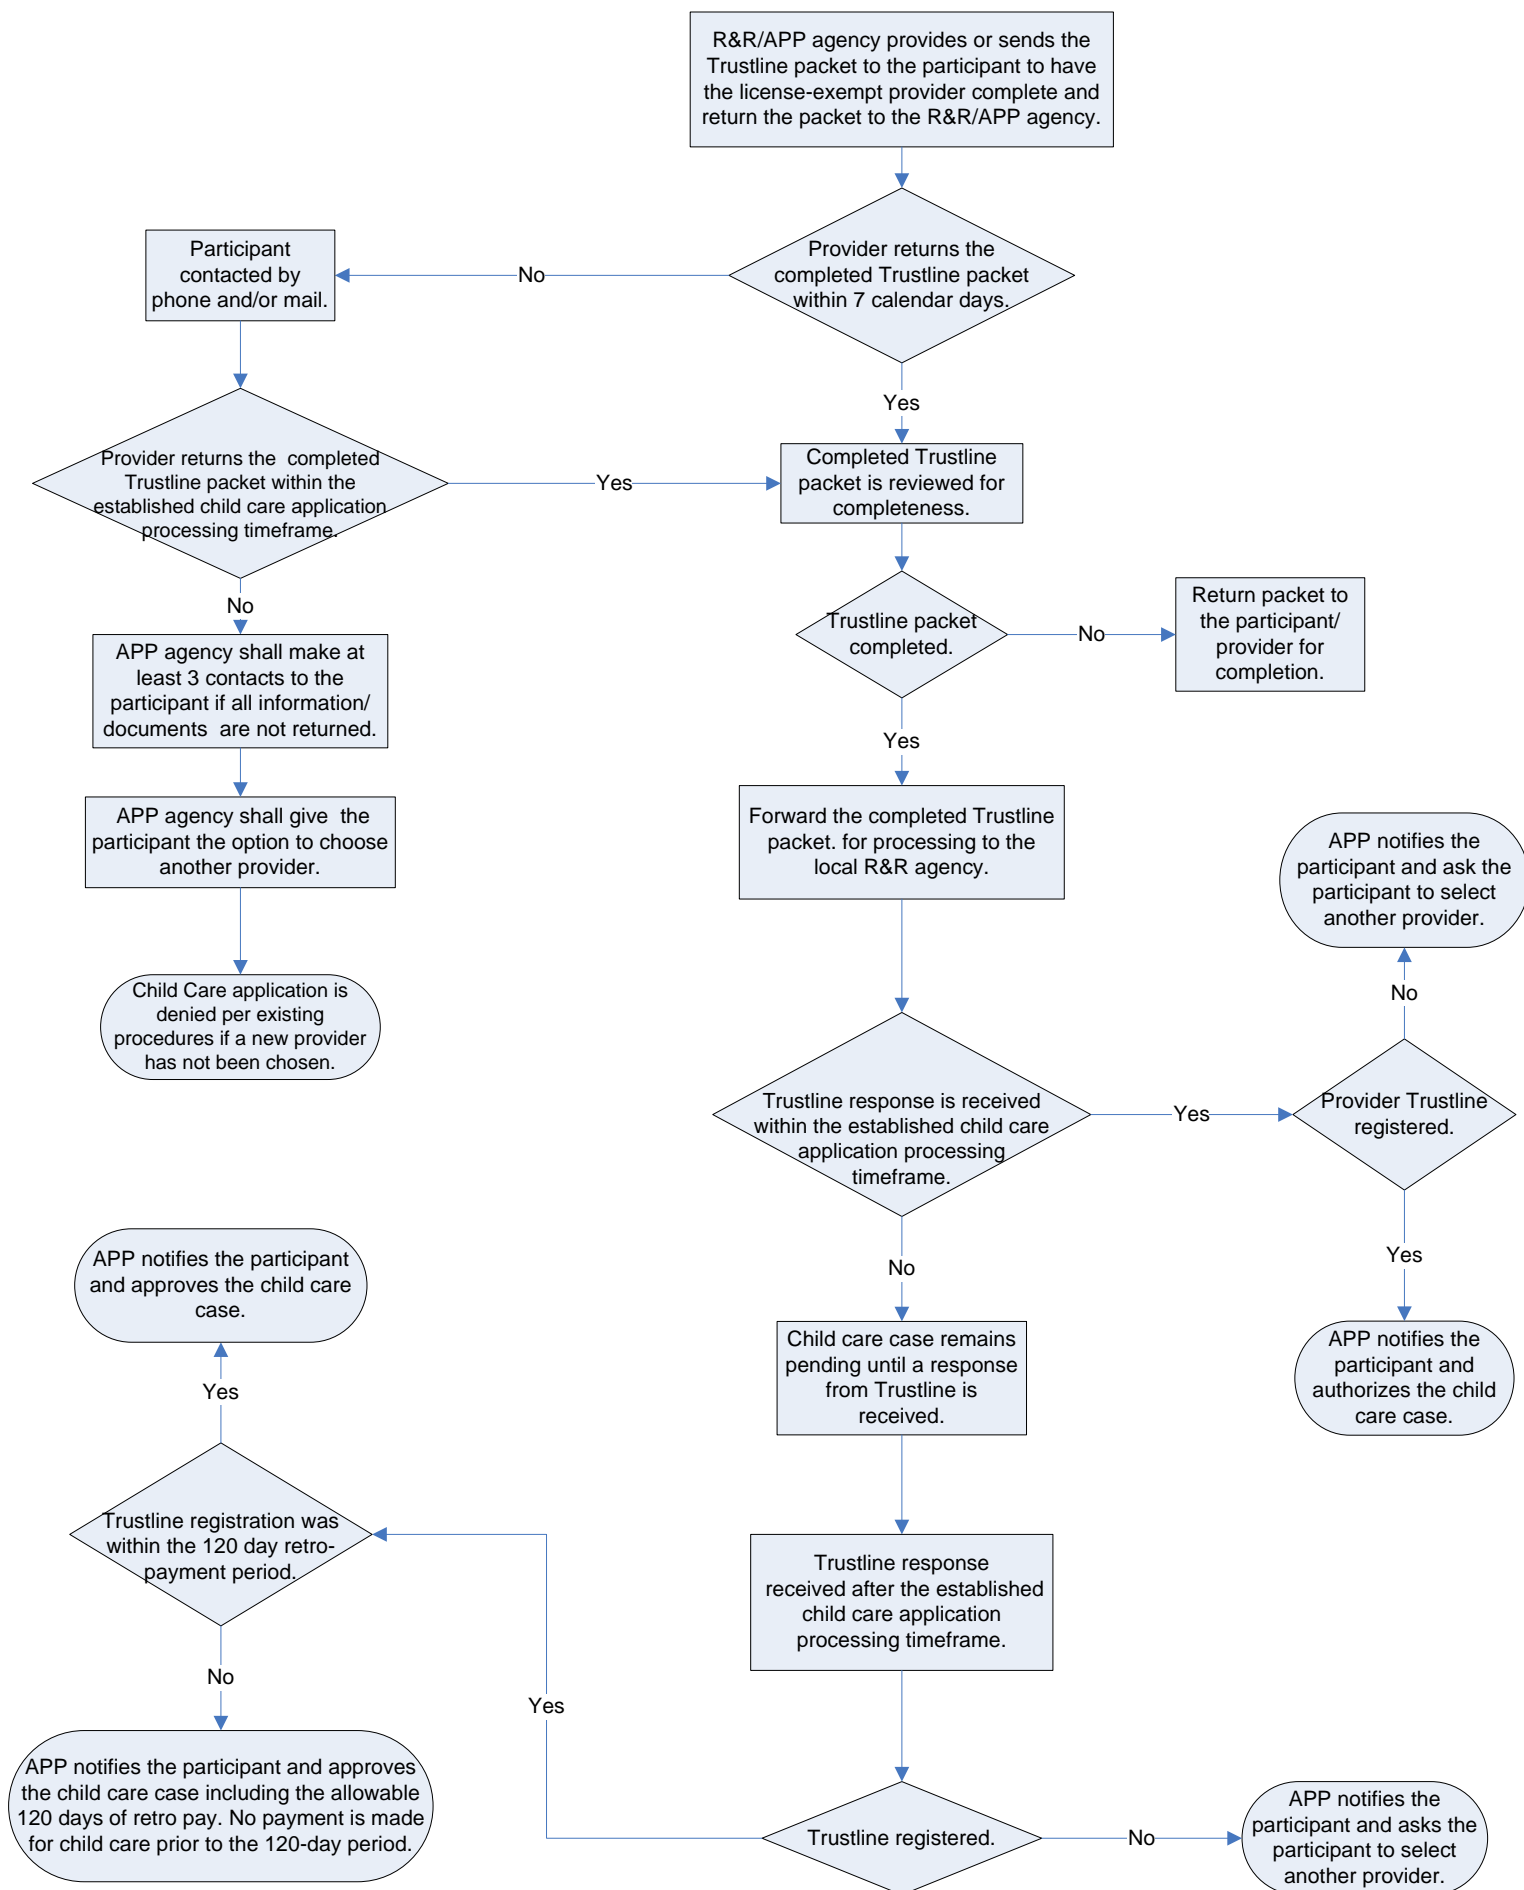 R&R/APP agency provides or sends the
Trustline packet to the participant to have
the license-exempt provider complete and
return the packet to the R&R/APP agency.
Provider returns the
completed Trustline packet
within 7 calendar days.
No
Participant
contacted by
phone and/or mail.
Yes
Provider returns the  completed
Trustline packet within the
established child care application
processing timeframe.
Yes
Completed Trustline
packet is reviewed for
completeness.
No
Trustline packet
completed.
No
Return packet to
the participant/
provider for
completion.
APP agency shall make at
least 3 contacts to the
participant if all information/
documents  are not returned.
Yes
APP agency shall give  the
participant the option to choose
another provider.
Forward the completed Trustline
packet. for processing to the
local R&R agency.
APP notifies the
participant and ask the
participant to select
another provider.
Child Care application is
denied per existing
procedures if a new provider
has not been chosen.
No
Trustline response is received
within the established child care
application processing
timeframe.
Yes
Provider Trustline
registered.
Yes
No
APP notifies the participant
and approves the child care
case.
Child care case remains
pending until a response
from Trustline is
received.
APP notifies the
participant and
authorizes the child
care case.
Yes
Trustline registration was
within the 120 day retro-
payment period.
Trustline response
received after the established
child care application
processing timeframe.
No
Yes
APP notifies the participant and approves
the child care case including the allowable
120 days of retro pay. No payment is made
for child care prior to the 120-day period.
Trustline registered.
No
APP notifies the
participant and asks the
participant to select
another provider.